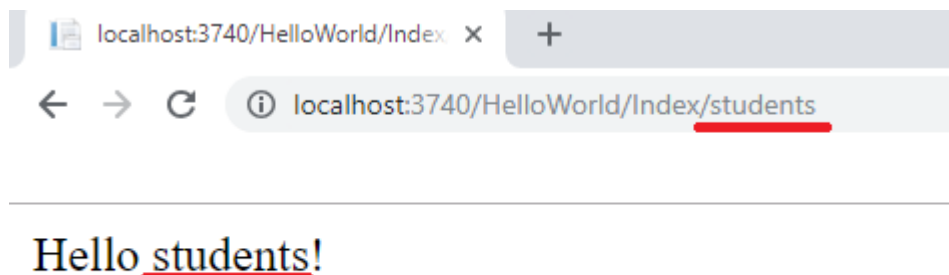 localhost:3740/HelloWorld/Index
localhost:3740/HelloWorld/Index/students
Hello students!